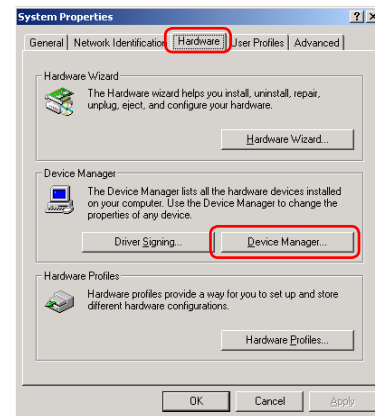 System Properties
General Network Identification Hardware User Profiles Advanced
Hardware Wizard
The Hardware wizard helps you install, uninstall, repair,
unplug, eject, and configure your hardware.
Hardware Wizard...
Device Manager
The Device Manager lists all the hardware devices installed
on your computer. Use the Device Manager to change the
properties of any device.
Driver Signing... Device Manager...
Hardware Profiles
Hardware profiles provide a way for you to set up and store
different hardware configurations.
Hardware Profiles...
OK Cancel Apply